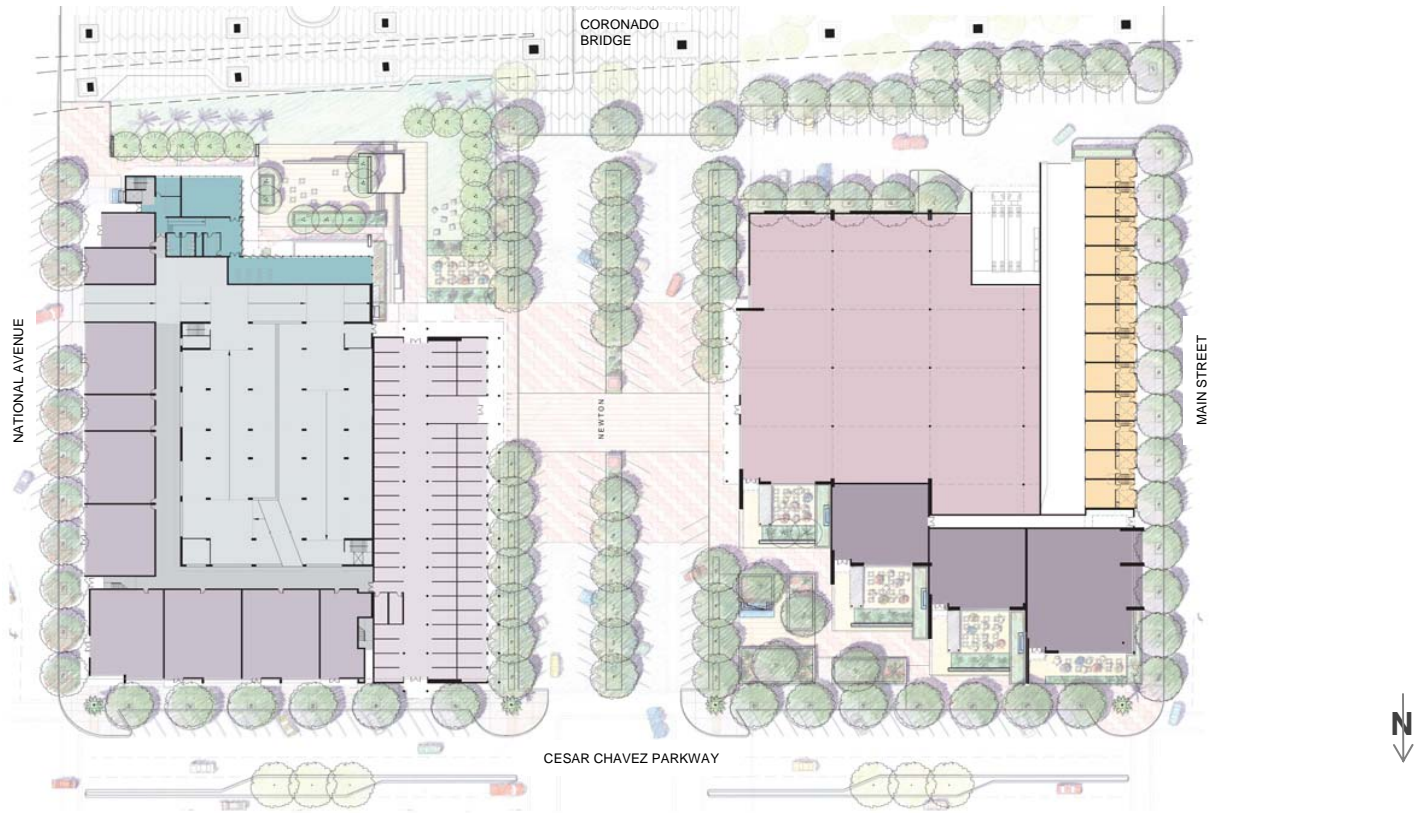 CORONADO
BRIDGE
NATIONAL AVENUE
NEWTON
MAIN STREET
N
CESAR CHAVEZ PARKWAY